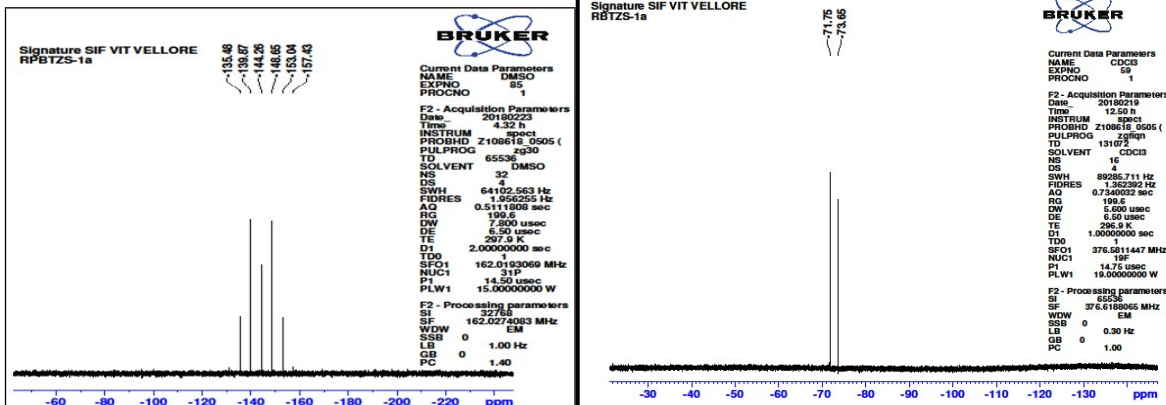 Signature SIF VIT VELLORE
RPBTZS-1a
-135.48
-139.87
-144.26
-148.65
-153.04
-157.43
BRUKER
Current Data Parameters
NAME DMSO
EXPNO 85
PROCNO 1
F2 - Acquisition Parameters
Date_ 20180223
Time 4.32 h
INSTRUM spect
PROBHD Z108618_0505 (
PULPROG zg30
TD 65536
SOLVENT DMSO
NS 32
DS 4
SWH 64102.563 Hz
FIDRES 1.956255 Hz
AQ 0.5111808 sec
RG 199.6
DW 7.800 usec
DE 6.50 usec
TE 297.9 K
D1 2.00000000 sec
TD0 1
SFO1 162.0193069 MHz
NUC1 31P
P1 14.50 usec
PLW1 15.00000000 W
F2 - Processing parameters
SI 32768
SF 162.0274083 MHz
WDW EM
SSB 0
LB 1.00 Hz
GB 0
PC 1.40
-60 -80 -100 -120 -140 -160 -180 -200 -220 ppm
Signature SIF VIT VELLORE
RBTZS-1a
-71.75
-73.65
BRUKER
Current Data Parameters
NAME CDCl3
EXPNO 59
PROCNO 1
F2 - Acquisition Parameters
Date_ 20180219
Time 12.50 h
INSTRUM spect
PROBHD Z108618_0505 (
PULPROG zgflqn
TD 131072
SOLVENT CDCl3
NS 16
DS 4
SWH 89285.711 Hz
FIDRES 1.362392 Hz
AQ 0.7340032 sec
RG 199.6
DW 5.600 usec
DE 6.50 usec
TE 296.9 K
D1 1.00000000 sec
TD0 1
SFO1 376.5811447 MHz
NUC1 19F
P1 14.75 usec
PLW1 19.00000000 W
F2 - Processing parameters
SI 65536
SF 376.6188065 MHz
WDW EM
SSB 0
LB 0.30 Hz
GB 0
PC 1.00
-30 -40 -50 -60 -70 -80 -90 -100 -110 -120 -130 ppm